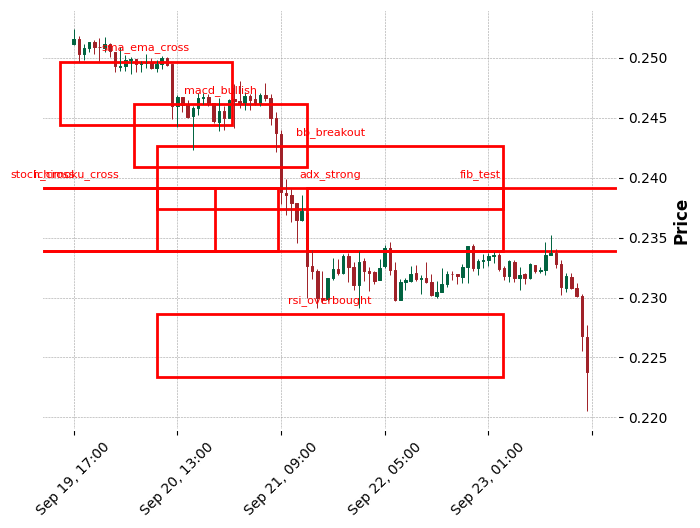 sma_ema_cross
macd_bullish
bb_breakout
adx_strong
fib_test
rsi_overbought
0.250
0.245
0.240
0.235
0.230
0.225
0.220
Price
Sep 19, 17:00
Sep 20, 13:00
Sep 21, 09:00
Sep 22, 05:00
Sep 23, 01:00